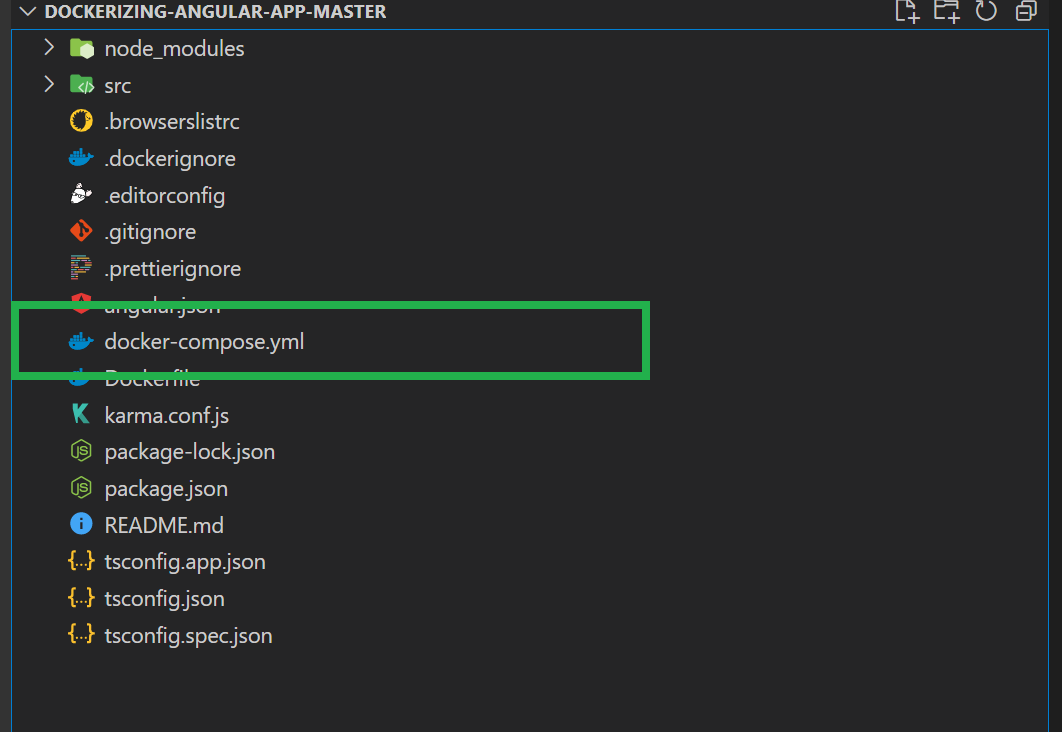 DOCKERIZING-ANGULAR-APP-MASTER
node_modules
src
.browserslistrc
.dockerignore
.editorconfig
.gitignore
.prettierignore
angular.json
docker-compose.yml
Dockerfile
karma.conf.js
package-lock.json
package.json
README.md
tsconfig.app.json
tsconfig.json
tsconfig.spec.json